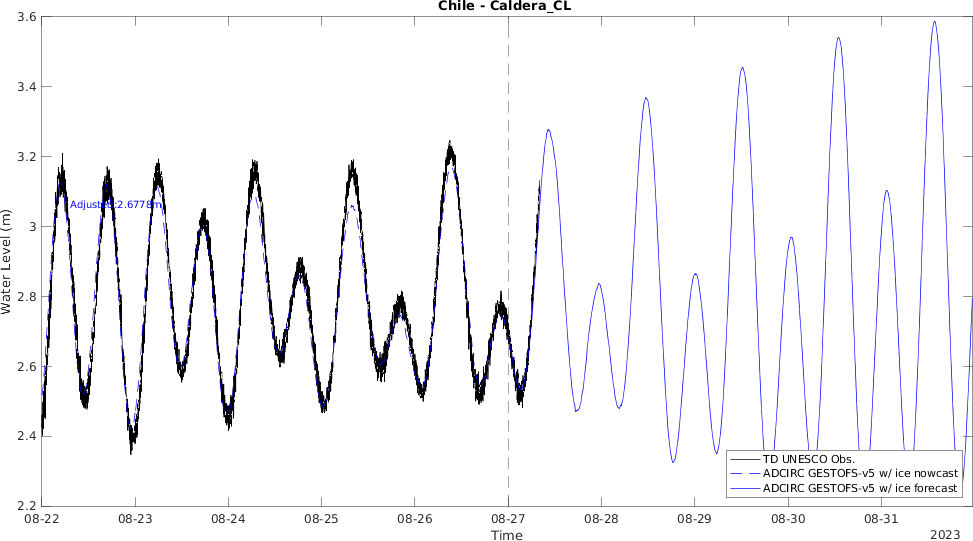 Chile - Caldera_CL
Water Level (m)
3.6
3.4
3.2
3
2.8
2.6
2.4
2.2
Adjusted:2.6778m
TD UNESCO Obs.
ADCIRC GESTOFS-v5 w/ ice nowcast
ADCIRC GESTOFS-v5 w/ ice forecast
08-22 08-23 08-24 08-25 08-26 08-27 08-28 08-29 08-30 08-31
Time
2023